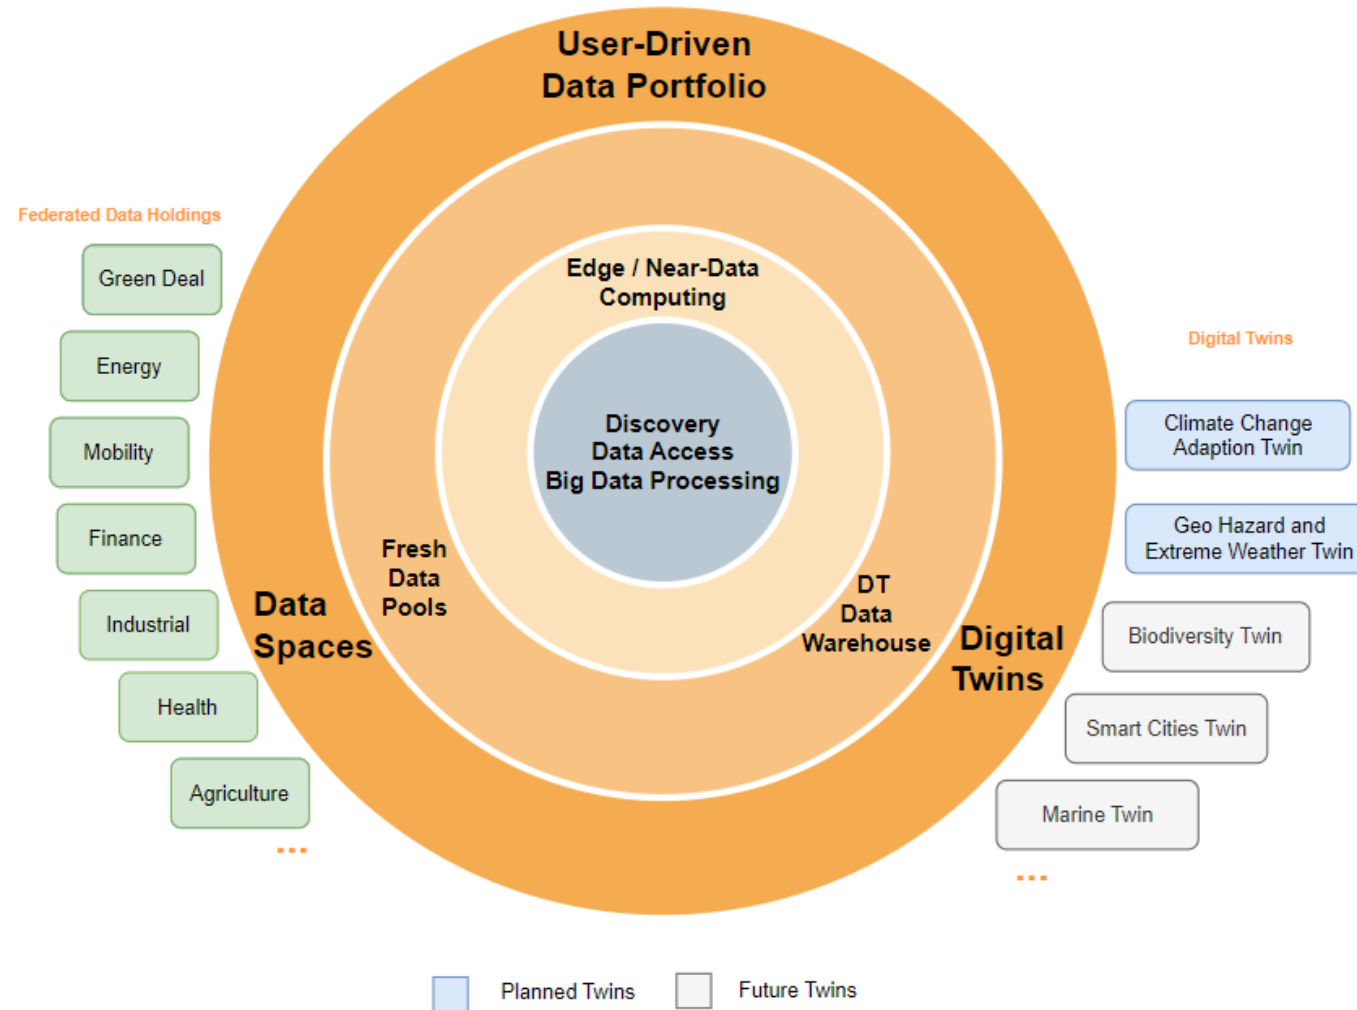 User-Driven
Data Portfolio
Federated Data Holdings
Green Deal
Energy
Mobility
Finance
Industrial
Health
Agriculture
...
Edge / Near-Data
Computing
Discovery
Data Access
Big Data Processing
Fresh
Data
Pools
DT
Data
Warehouse
Data
Spaces
Digital
Twins
Digital Twins
Climate Change
Adaption Twin
Geo Hazard and
Extreme Weather Twin
Biodiversity Twin
Smart Cities Twin
Marine Twin
...
Planned Twins
Future Twins